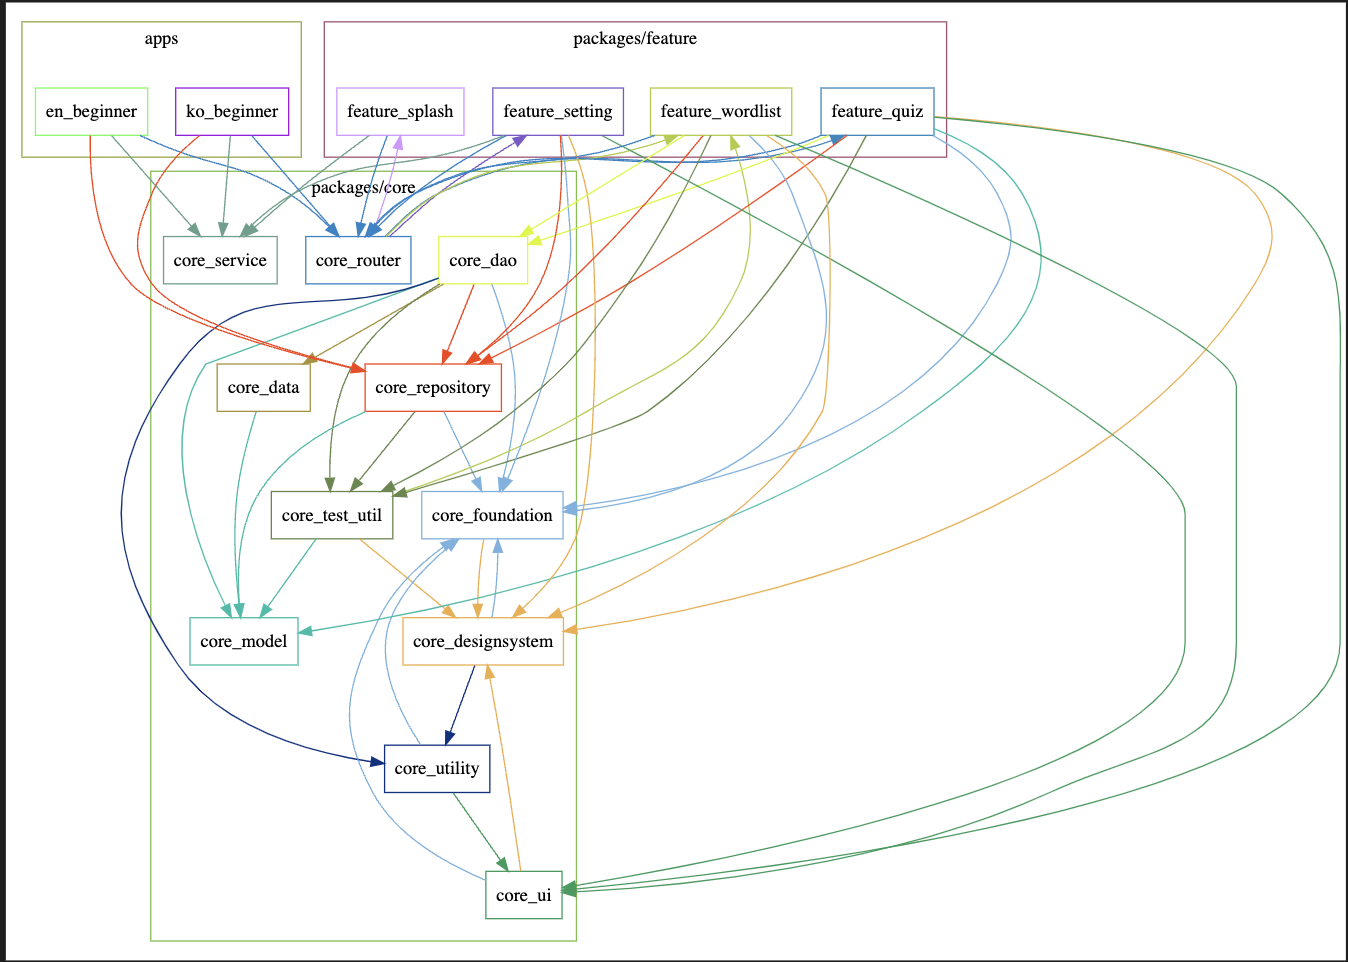 apps
packages/feature
en_beginner
ko_beginner
feature_splash
feature_setting
feature_wordlist
feature_quiz
packages/core
core_service
core_router
core_dao
core_data
core_repository
core_test_util
core_foundation
core_model
core_designsystem
core_utility
core_ui